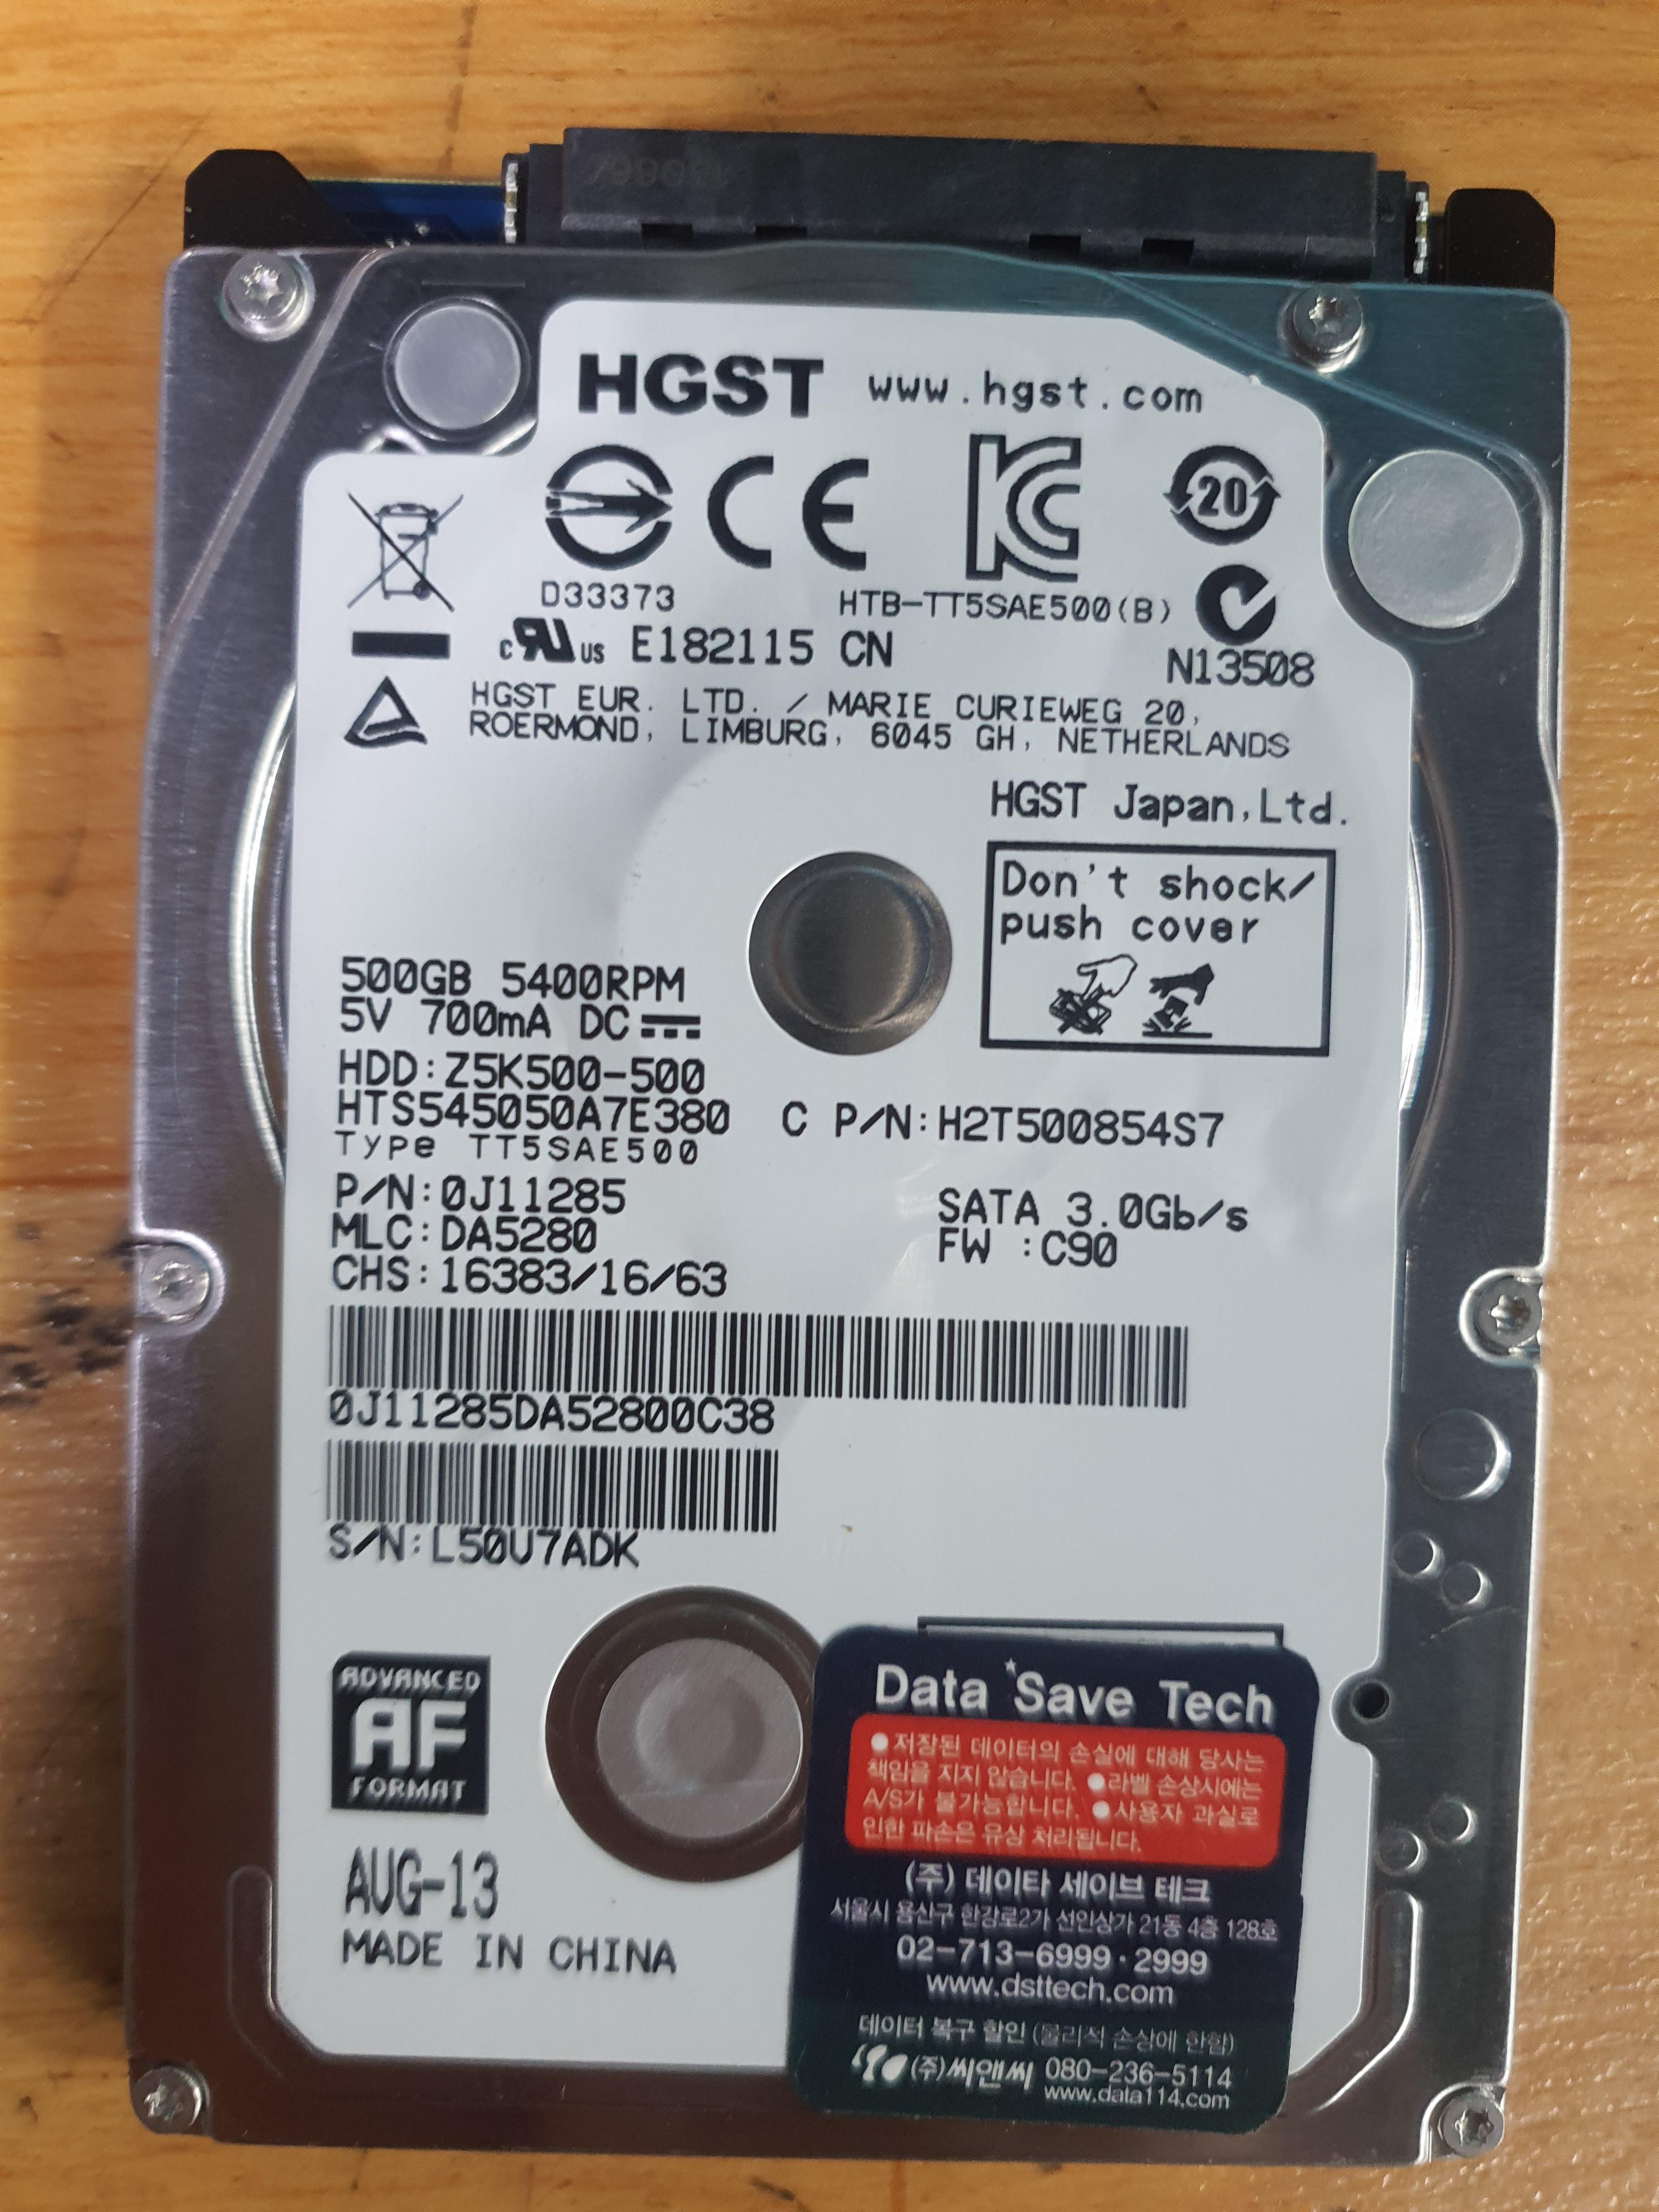 HGST www.hgst.com
CE
20
D33373 HTB-TT5SAE500(B)
c US E182115 CN
N13508
HGST EUR. LTD. / MARIE CURIEWEG 20,
ROERMOND, LIMBURG, 6045 GH, NETHERLANDS
HGST Japan,Ltd.
Don't shock/
push cover
500GB 5400RPM
5V 700mA DC
HDD:Z5K500-500
HTS545050A7E380 C P/N:H2T500854S7
Type TT5SAE500
P/N:0J11285
SATA 3.0Gb/s
MLC:DA5280
FW :C90
CHS:16383/16/63
0J11285DA52800C38
S/N:L50U7ADK
ADVANCED
AF
FORMAT
AUG-13
MADE IN CHINA
Data Save Tech
●저장된 데이터의 손실에 대해 당사는
책임을 지지 않습니다. ●라벨 손상시에는
A/S가 불가능합니다. ●사용자 과실로
인한 파손은 유상 처리됩니다.
(주) 데이타 세이브 테크
서울시 용산구 한강로2가 선인상가 21동 4층 128호
02-713-6999·2999
www.dsttech.com
데이터 복구 할인 (물리적 손상에 한함)
(주)씨앤씨 080-236-5114
www.data114.com